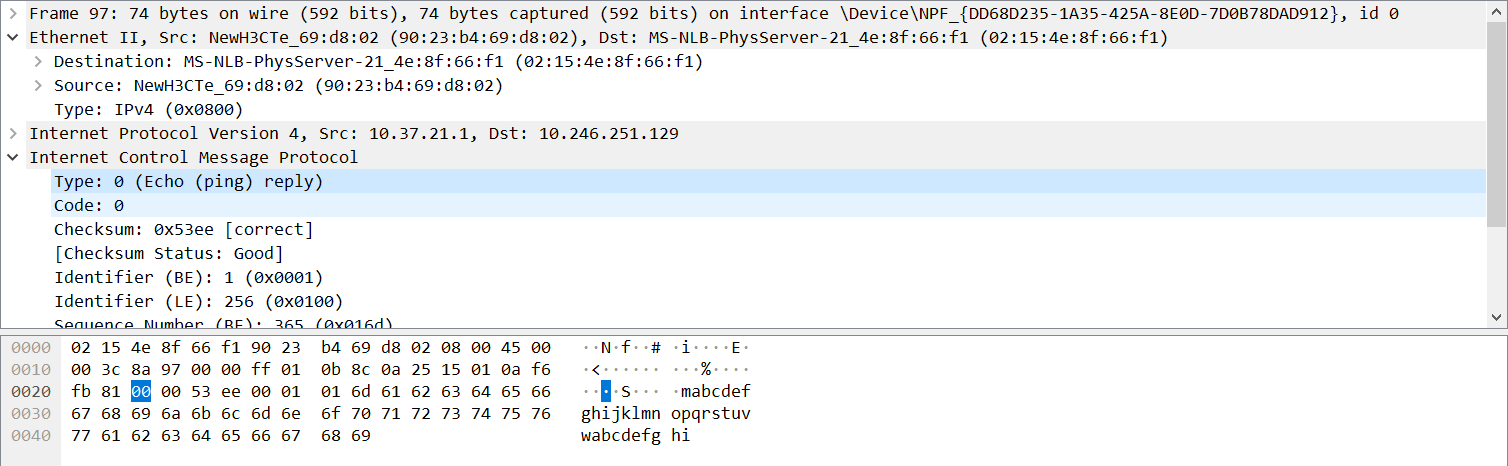 Frame 97: 74 bytes on wire (592 bits), 74 bytes captured (592 bits) on interface \Device\NPF_{DD68D235-1A35-425A-8E0D-7D0B78DAD912}, id 0
Ethernet II, Src: NewH3CTe_69:d8:02 (90:23:b4:69:d8:02), Dst: MS-NLB-PhysServer-21_4e:8f:66:f1 (02:15:4e:8f:66:f1)
Destination: MS-NLB-PhysServer-21_4e:8f:66:f1 (02:15:4e:8f:66:f1)
Source: NewH3CTe_69:d8:02 (90:23:b4:69:d8:02)
Type: IPv4 (0x0800)
Internet Protocol Version 4, Src: 10.37.21.1, Dst: 10.246.251.129
Internet Control Message Protocol
Type: 0 (Echo (ping) reply)
Code: 0
Checksum: 0x53ee [correct]
[Checksum Status: Good]
Identifier (BE): 1 (0x0001)
Identifier (LE): 256 (0x0100)
Sequence Number (BE): 365 (0x016d)
0000 02 15 4e 8f 66 f1 90 23 b4 69 d8 02 08 00 45 00 ··N·f··# ·i····E·
0010 00 3c 8a 97 00 00 ff 01 0b 8c 0a 25 15 01 0a f6 ·<······ ···%····
0020 fb 81 00 00 53 ee 00 01 01 6d 61 62 63 64 65 66 ····S··· ·mabcdef
0030 67 68 69 6a 6b 6c 6d 6e 6f 70 71 72 73 74 75 76 ghijklmn opqrstuv
0040 77 61 62 63 64 65 66 67 68 69 wabcdefg hi